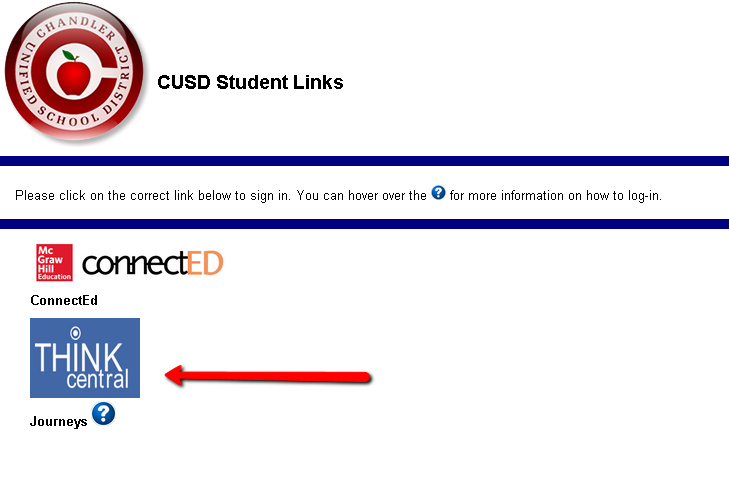 CHANDLER
UNIFIED SCHOOL DISTRICT
CUSD Student Links
Please click on the correct link below to sign in. You can hover over the ? for more information on how to log-in.
Mc
Graw
Hill
Education
connectED
ConnectEd
THINK
central
Journeys ?